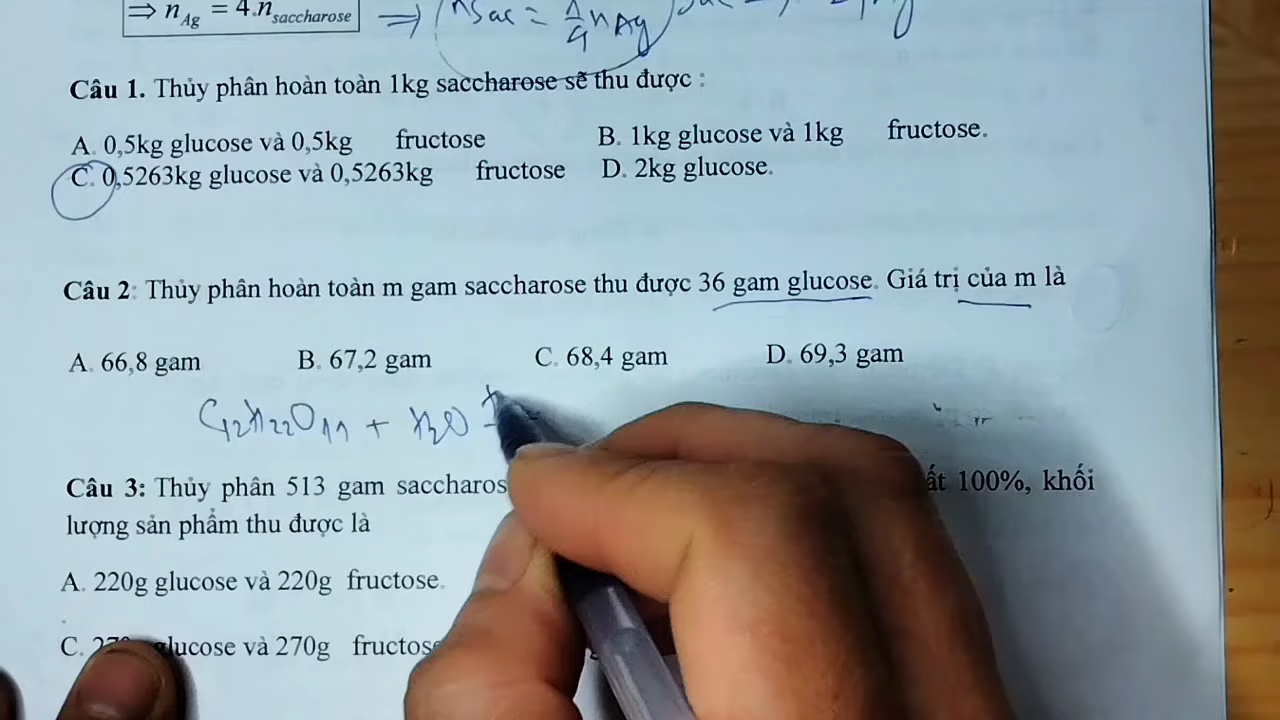 ⇒ n Ag = 4.n saccharose ⇒ nSac = 1/4 nAg
Câu 1. Thủy phân hoàn toàn 1kg saccharose sẽ thu được :
A. 0,5kg glucose và 0,5kg fructose B. 1kg glucose và 1kg fructose.
C. 0,5263kg glucose và 0,5263kg fructose D. 2kg glucose.
Câu 2: Thủy phân hoàn toàn m gam saccharose thu được 36 gam glucose. Giá trị của m là
A. 66,8 gam B. 67,2 gam C. 68,4 gam D. 69,3 gam
C12H22O11 + H2O
Câu 3: Thủy phân 513 gam saccharos ất 100%, khối
lượng sản phẩm thu được là
A. 220g glucose và 220g fructose.
C. glucose và 270g fructos